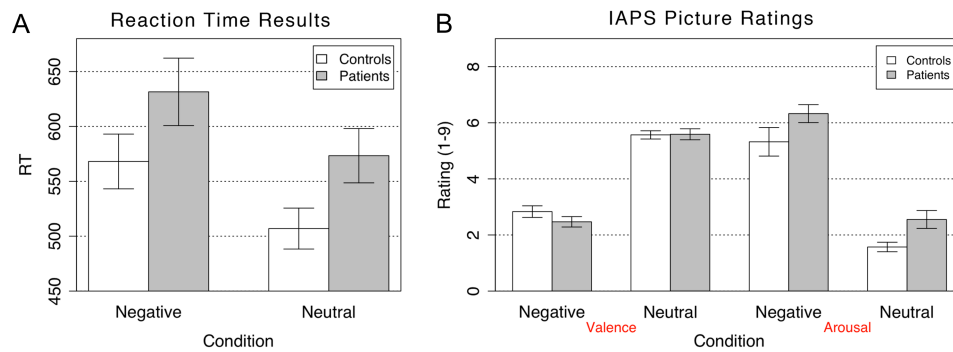 A
Reaction Time Results
Controls
Patients
RT
650
600
550
500
450
Negative
Neutral
Condition
B
IAPS Picture Ratings
Controls
Patients
Rating (1-9)
8
6
4
2
0
Negative
Valence
Neutral
Negative
Arousal
Neutral
Condition